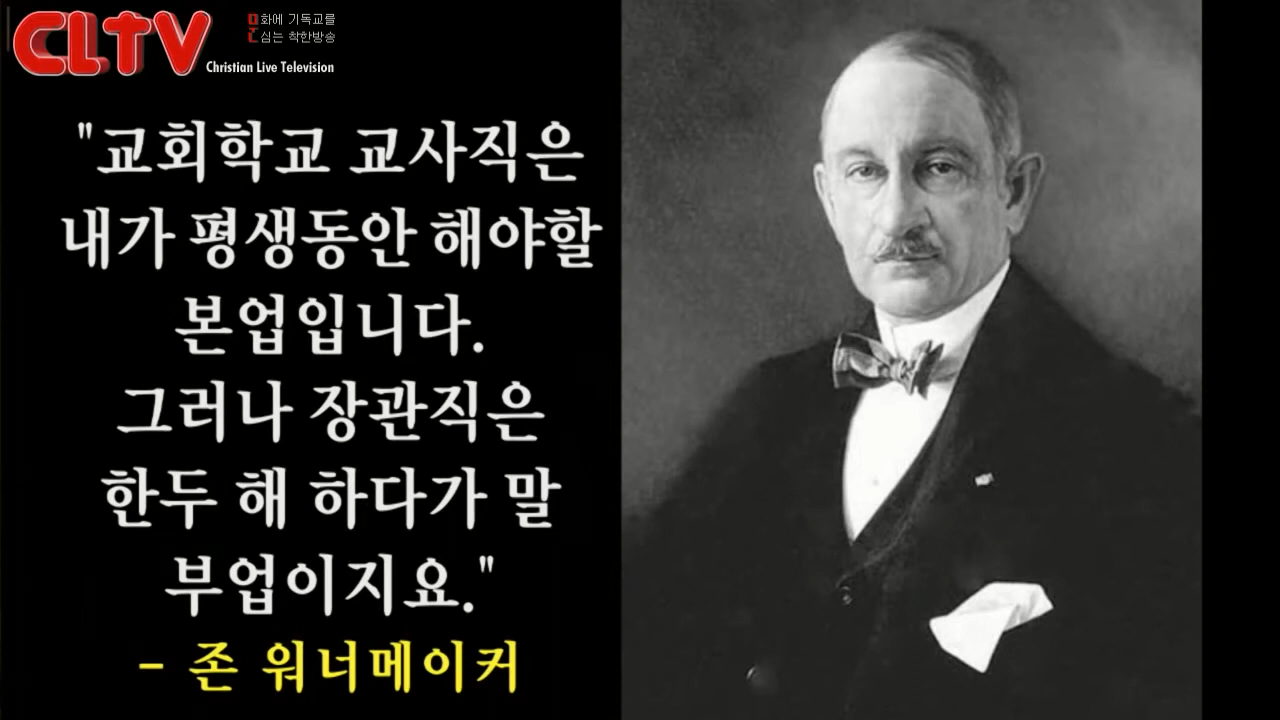 CLTV
문화에 기독교를
심는 착한방송
Christian Live Television
"교회학교 교사직은
내가 평생동안 해야할
본업입니다.
그러나 장관직은
한두 해 하다가 말
부업이지요."
- 존 워너메이커